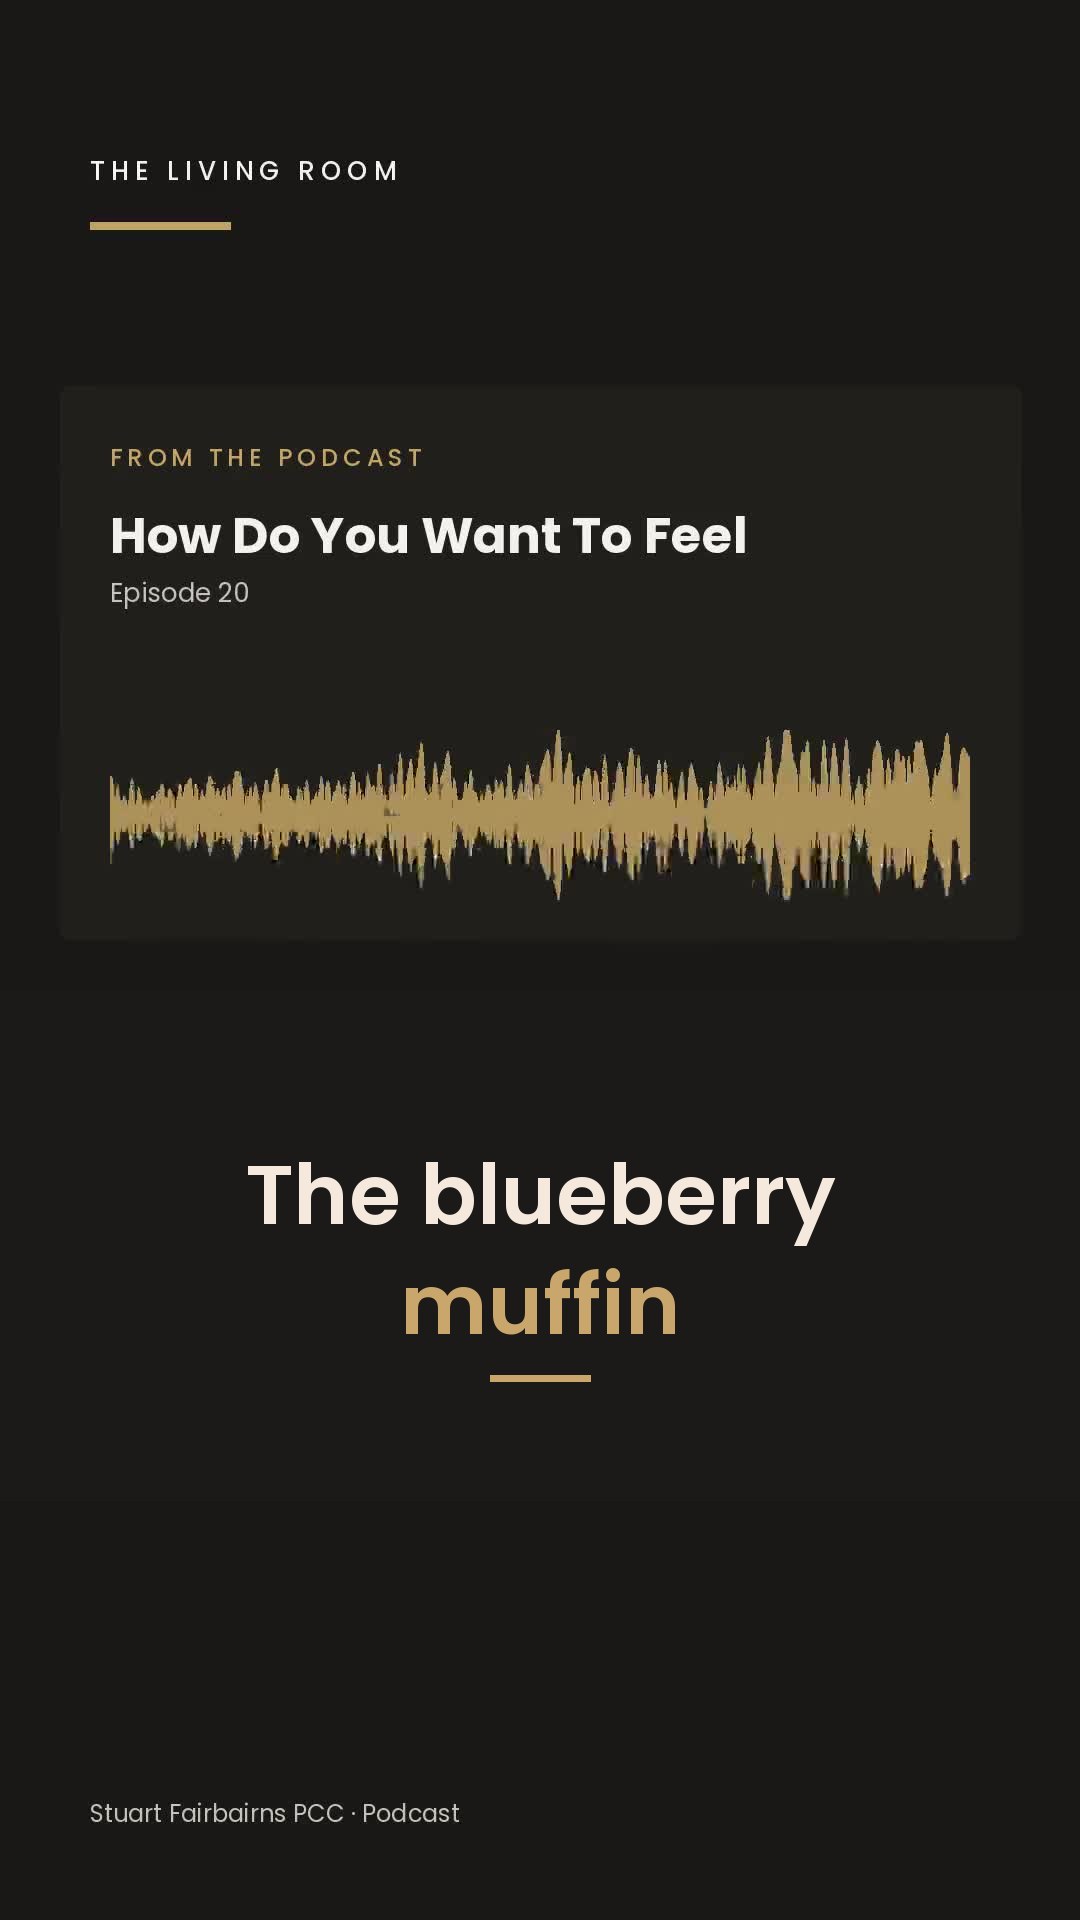 THE LIVING ROOM
FROM THE PODCAST
How Do You Want To Feel
Episode 20
The blueberry
muffin
Stuart Fairbairns PCC · Podcast